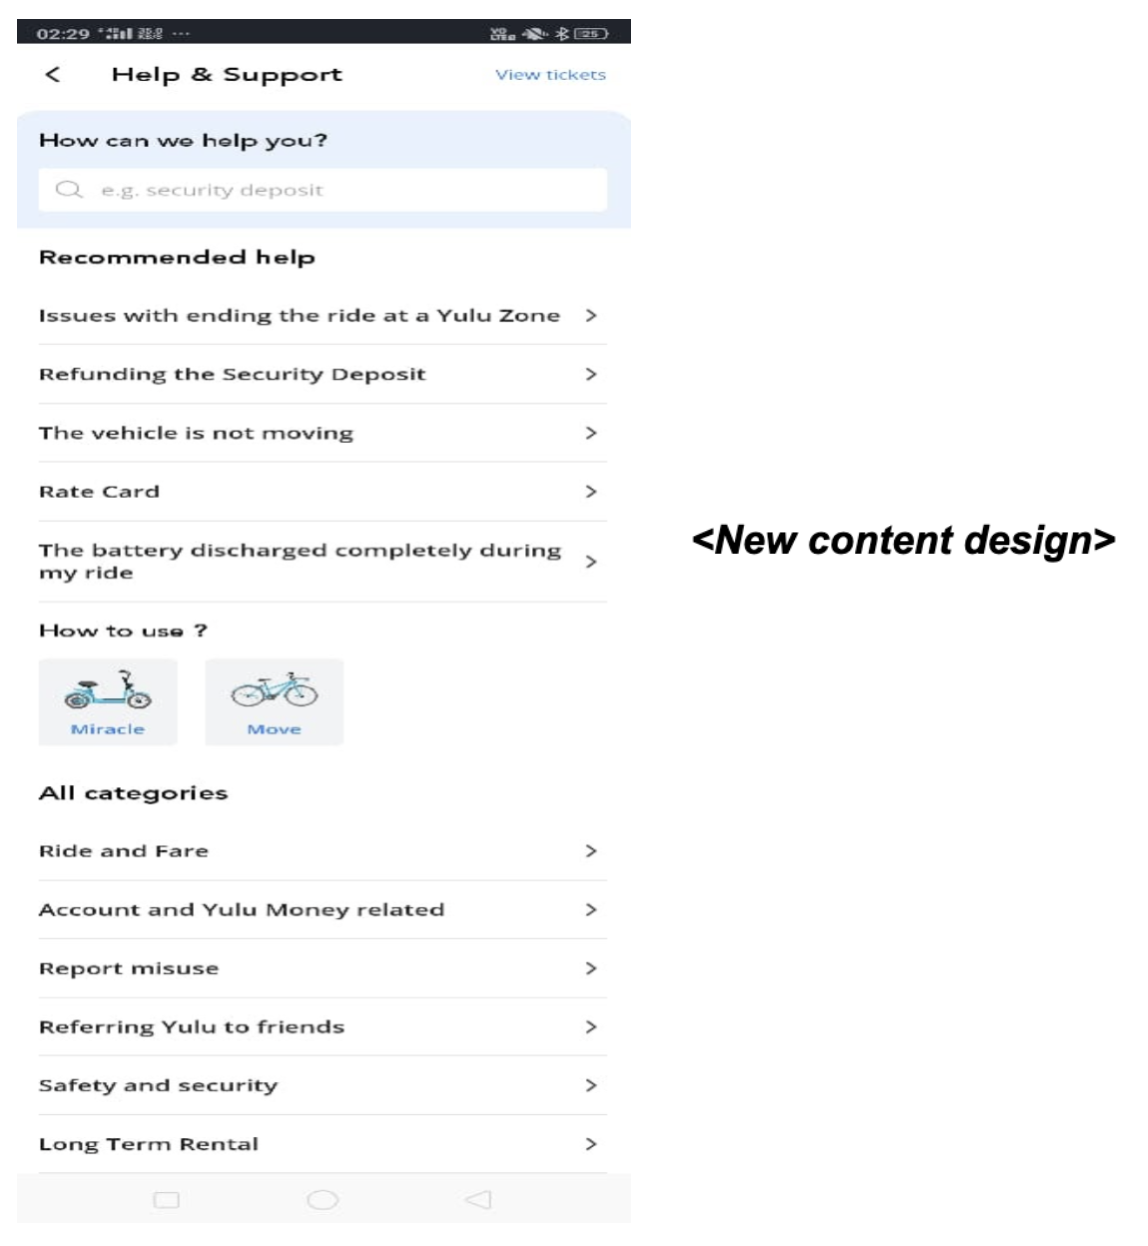 02:29
VO
LTE
25
Help & Support
View tickets
How can we help you?
e.g. security deposit
Recommended help
Issues with ending the ride at a Yulu Zone
Refunding the Security Deposit
The vehicle is not moving
Rate Card
The battery discharged completely during
my ride
How to use ?
Miracle
Move
All categories
Ride and Fare
Account and Yulu Money related
Report misuse
Referring Yulu to friends
Safety and security
Long Term Rental
<New content design>